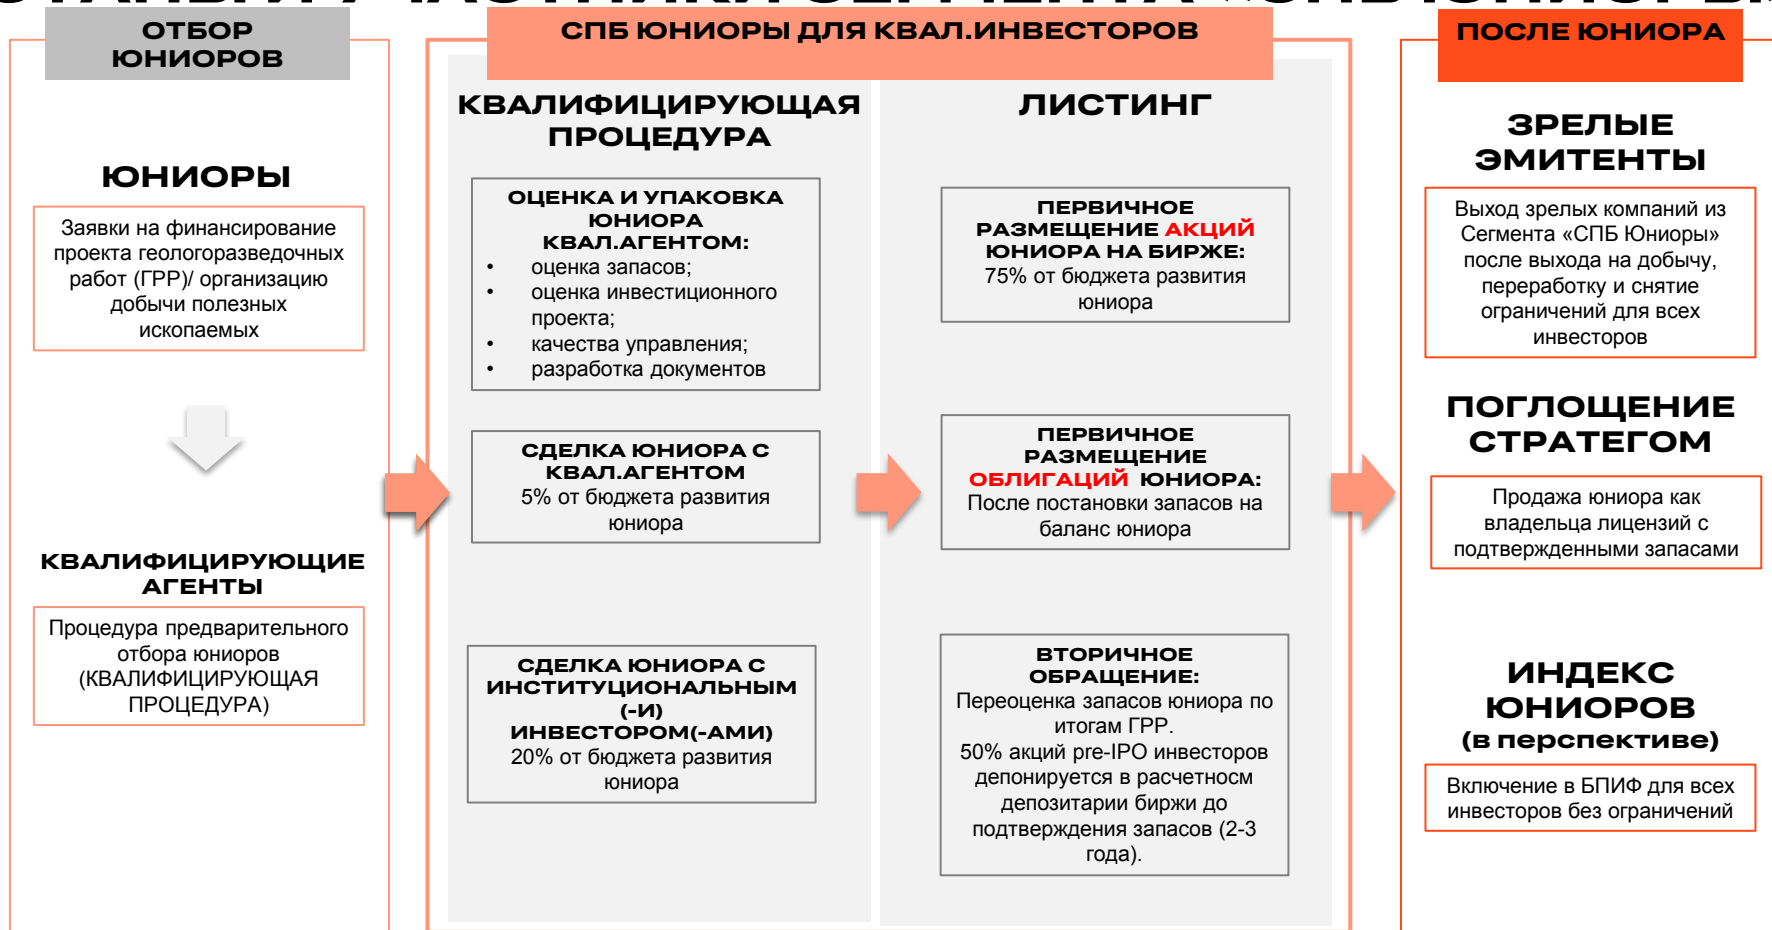 ОТБОР
ЮНИОРОВ
ЮНИОРЫ
Заявки на финансирование
проекта геологоразведочных
работ (ГРР)/ организацию
добычи полезных
ископаемых
КВАЛИФИЦИРУЮЩИЕ
АГЕНТЫ
Процедура предварительного
отбора юниоров
(КВАЛИФИЦИРУЮЩАЯ
ПРОЦЕДУРА)
СПБ ЮНИОРЫ ДЛЯ КВАЛ.ИНВЕСТОРОВ
КВАЛИФИЦИРУЮЩАЯ
ПРОЦЕДУРА
ОЦЕНКА И УПАКОВКА
ЮНИОРА
КВАЛ.АГЕНТОМ:
• оценка запасов;
• оценка инвестиционного
проекта;
• качества управления;
• разработка документов
СДЕЛКА ЮНИОРА С
КВАЛ.АГЕНТОМ
5% от бюджета развития
юниора
СДЕЛКА ЮНИОРА С
ИНСТИТУЦИОНАЛЬНЫМ
(-И)
ИНВЕСТОРОМ(-АМИ)
20% от бюджета развития
юниора
ЛИСТИНГ
ПЕРВИЧНОЕ
РАЗМЕЩЕНИЕ АКЦИЙ
ЮНИОРА НА БИРЖЕ:
75% от бюджета развития
юниора
ПЕРВИЧНОЕ
РАЗМЕЩЕНИЕ
ОБЛИГАЦИЙ ЮНИОРА:
После постановки запасов на
баланс юниора
ВТОРИЧНОЕ
ОБРАЩЕНИЕ:
Переоценка запасов юниора по
итогам ГРР.
50% акций pre-IPO инвесторов
депонируется в расчетносм
депозитарии биржи до
подтверждения запасов (2-3
года).
ПОСЛЕ ЮНИОРА
ЗРЕЛЫЕ
ЭМИТЕНТЫ
Выход зрелых компаний из
Сегмента «СПБ Юниоры»
после выхода на добычу,
переработку и снятие
ограничений для всех
инвесторов
ПОГЛОЩЕНИЕ
СТРАТЕГОМ
Продажа юниора как
владельца лицензий с
подтвержденными запасами
ИНДЕКС
ЮНИОРОВ
(в перспективе)
Включение в БПИФ для всех
инвесторов без ограничений